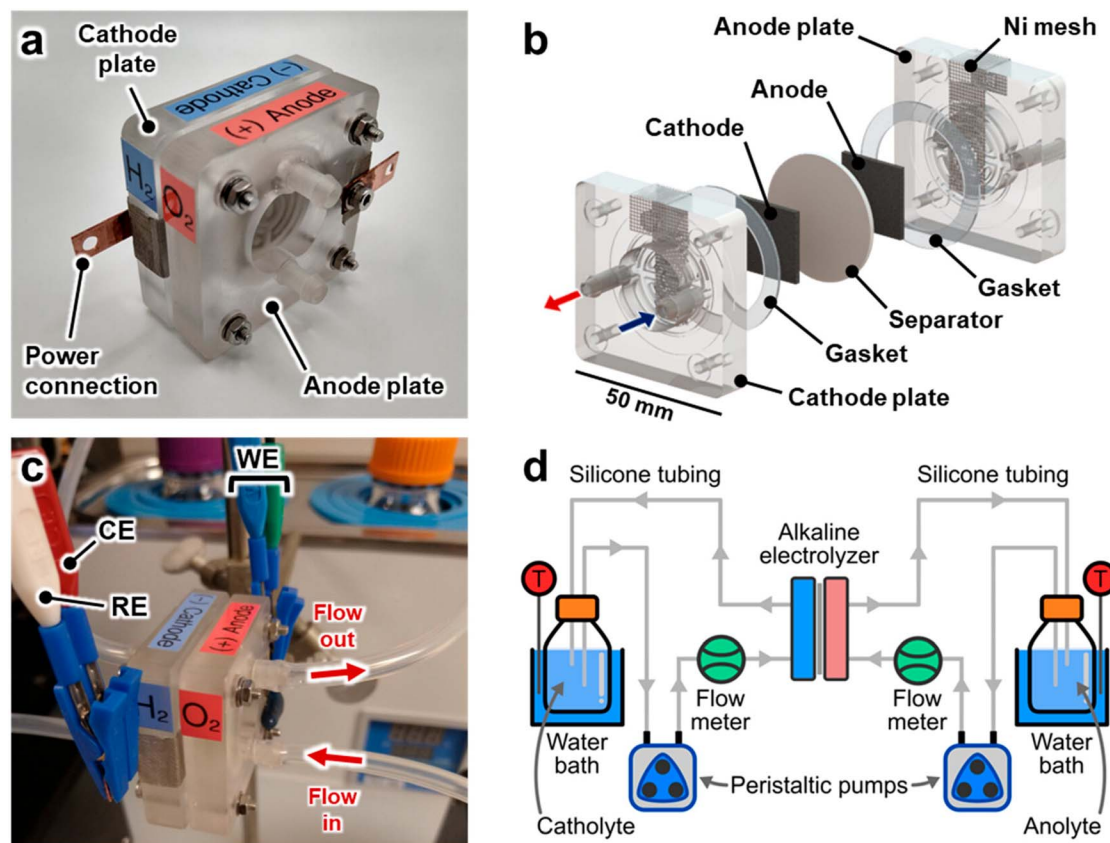 a
Cathode
plate
(-) Cathode
(+) Anode
H2
O2
Power
connection
Anode plate
b
Anode plate
Ni mesh
Anode
Cathode
Gasket
Separator
Gasket
Cathode plate
50 mm
c
WE
CE
RE
(-) Cathode
(+) Anode
Flow
out
H2
O2
Flow
in
d
Silicone tubing
Silicone tubing
Alkaline
electrolyzer
T
T
Flow
meter
Flow
meter
Water
bath
Water
bath
Peristaltic pumps
Catholyte
Anolyte